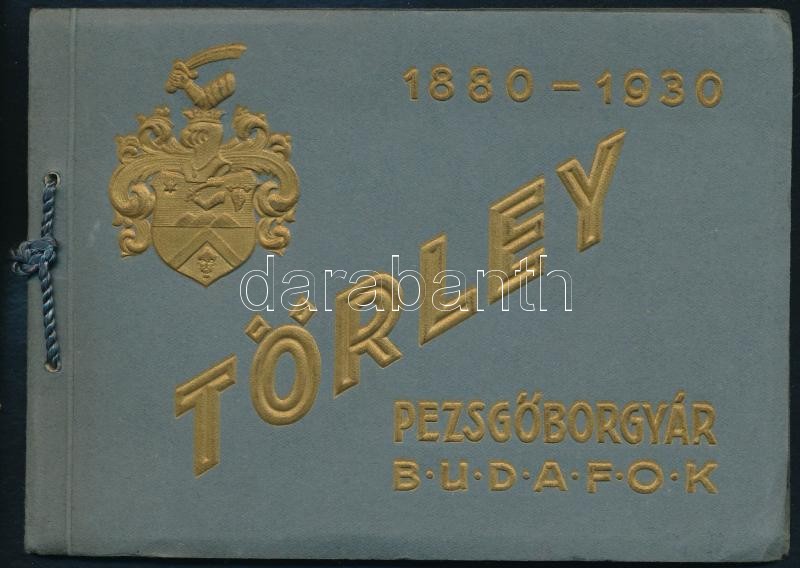 1880 – 1930
TÖRLEY
darabanth
PEZSGŐBORGYÁR
B·U·D·A·F·O·K